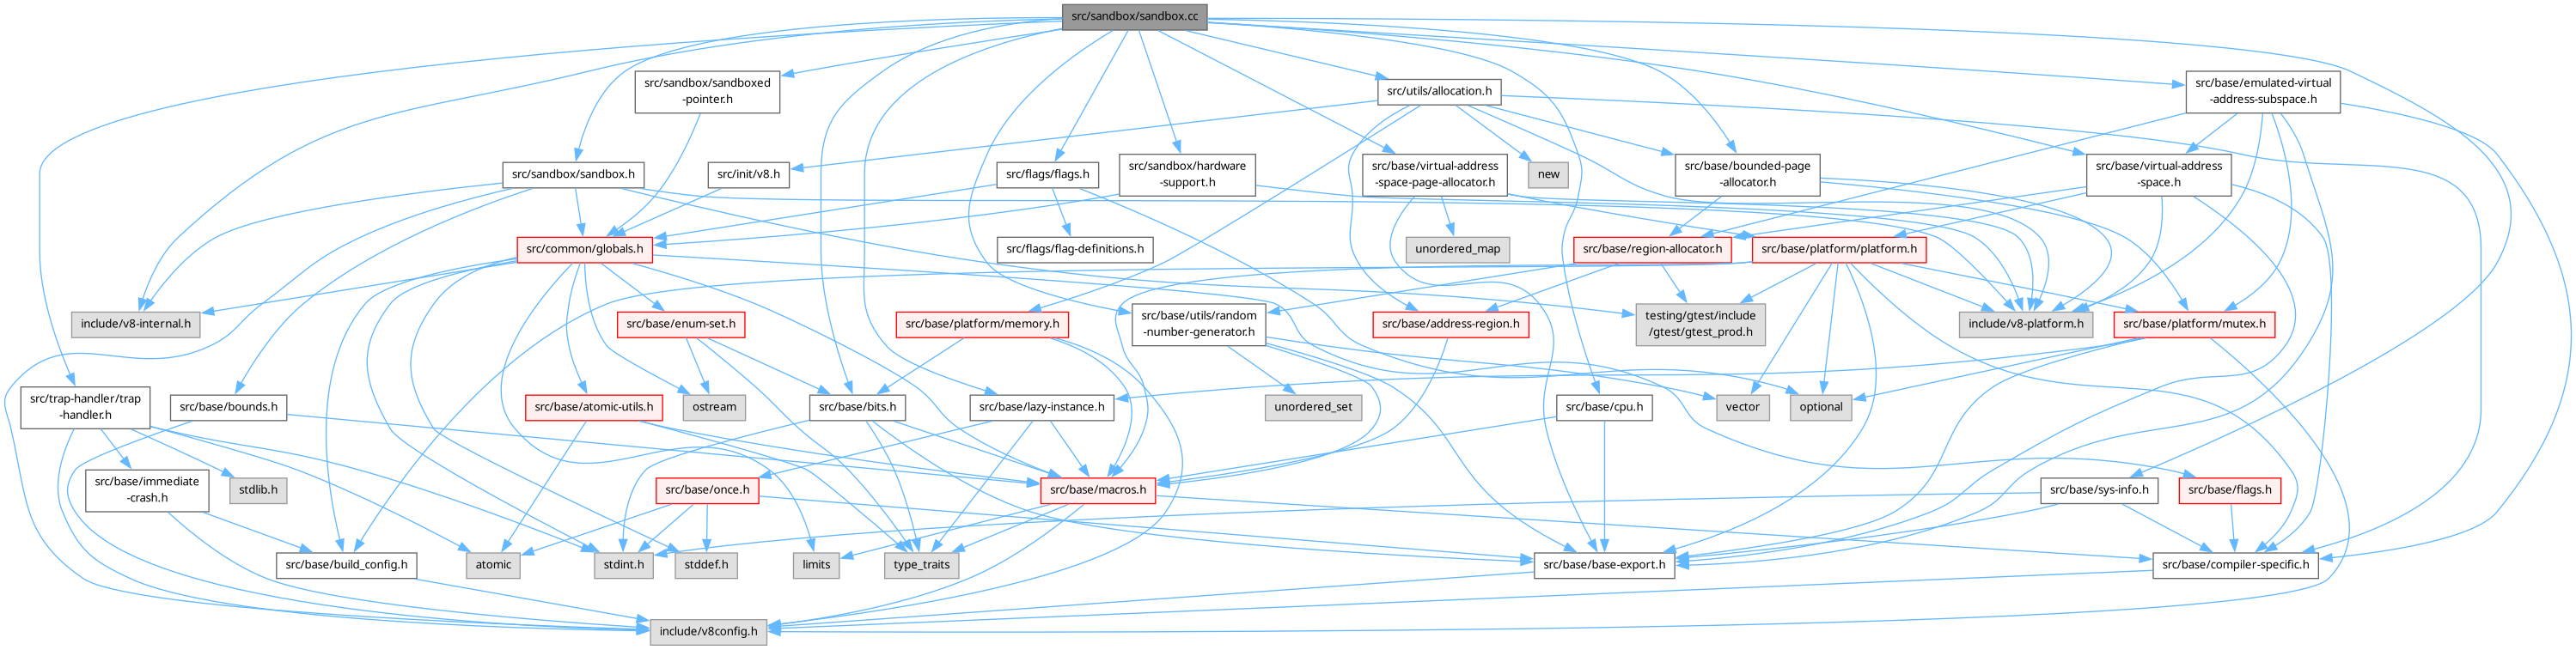 src/sandbox/sandbox.cc
src/sandbox/sandboxed
-pointer.h
src/utils/allocation.h
src/base/emulated-virtual
-address-subspace.h
src/sandbox/sandbox.h
src/init/v8.h
src/flags/flags.h
src/sandbox/hardware
-support.h
src/base/virtual-address
-space-page-allocator.h
new
src/base/bounded-page
-allocator.h
src/base/virtual-address
-space.h
src/common/globals.h
src/flags/flag-definitions.h
unordered_map
src/base/region-allocator.h
src/base/platform/platform.h
include/v8-internal.h
src/base/enum-set.h
src/base/platform/memory.h
src/base/utils/random
-number-generator.h
src/base/address-region.h
testing/gtest/include
/gtest/gtest_prod.h
include/v8-platform.h
src/base/platform/mutex.h
src/trap-handler/trap
-handler.h
src/base/bounds.h
src/base/atomic-utils.h
ostream
src/base/bits.h
src/base/lazy-instance.h
unordered_set
src/base/cpu.h
vector
optional
src/base/immediate
-crash.h
stdlib.h
src/base/once.h
src/base/macros.h
src/base/sys-info.h
src/base/flags.h
src/base/build_config.h
atomic
stdint.h
stddef.h
limits
type_traits
src/base/base-export.h
src/base/compiler-specific.h
include/v8config.h